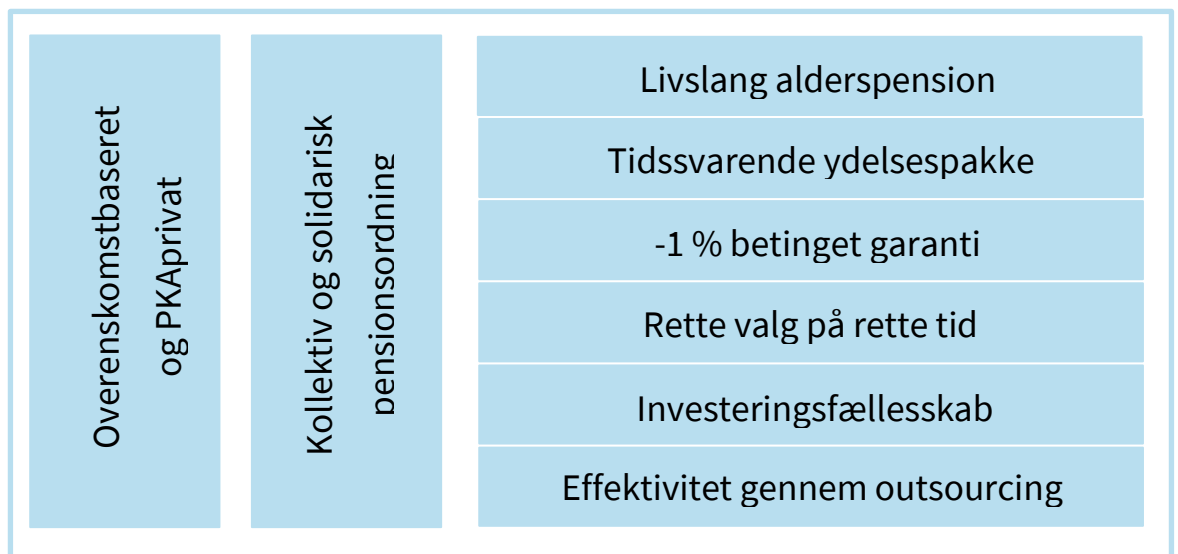 Overenskomstbaseret
og PKAprivat
Kollektiv og solidarisk
pensionsordning
Livslang alderspension
Tidssvarende ydelsespakke
-1 % betinget garanti
Rette valg på rette tid
Investeringsfællesskab
Effektivitet gennem outsourcing